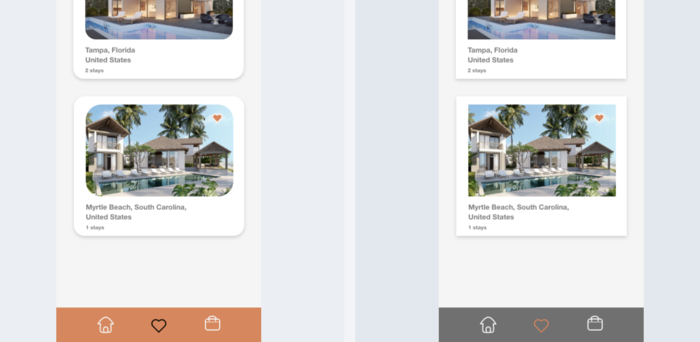 Tampa, Florida
United States
2 stays
Myrtle Beach, South Carolina,
United States
1 stays
Tampa, Florida
United States
2 stays
Myrtle Beach, South Carolina,
United States
1 stays